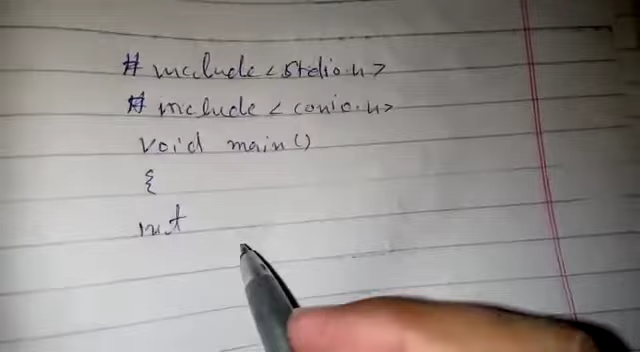 # include <stdio.h>
# include <conio.h>
void main()
{
int